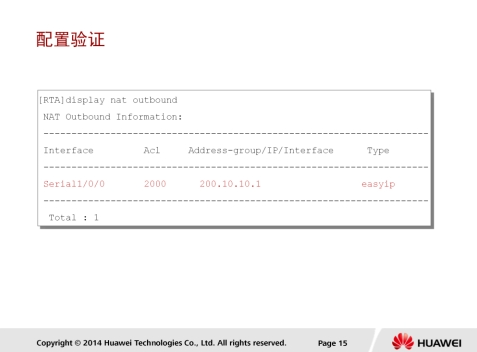 配置验证
[RTA]display nat outbound
NAT Outbound Information:
--------------------------------------------------------------------------
Interface Acl Address-group/IP/Interface Type
--------------------------------------------------------------------------
Serial1/0/0 2000 200.10.10.1 easyip
--------------------------------------------------------------------------
Total : 1
Copyright © 2014 Huawei Technologies Co., Ltd. All rights reserved. Page 15 HUAWEI